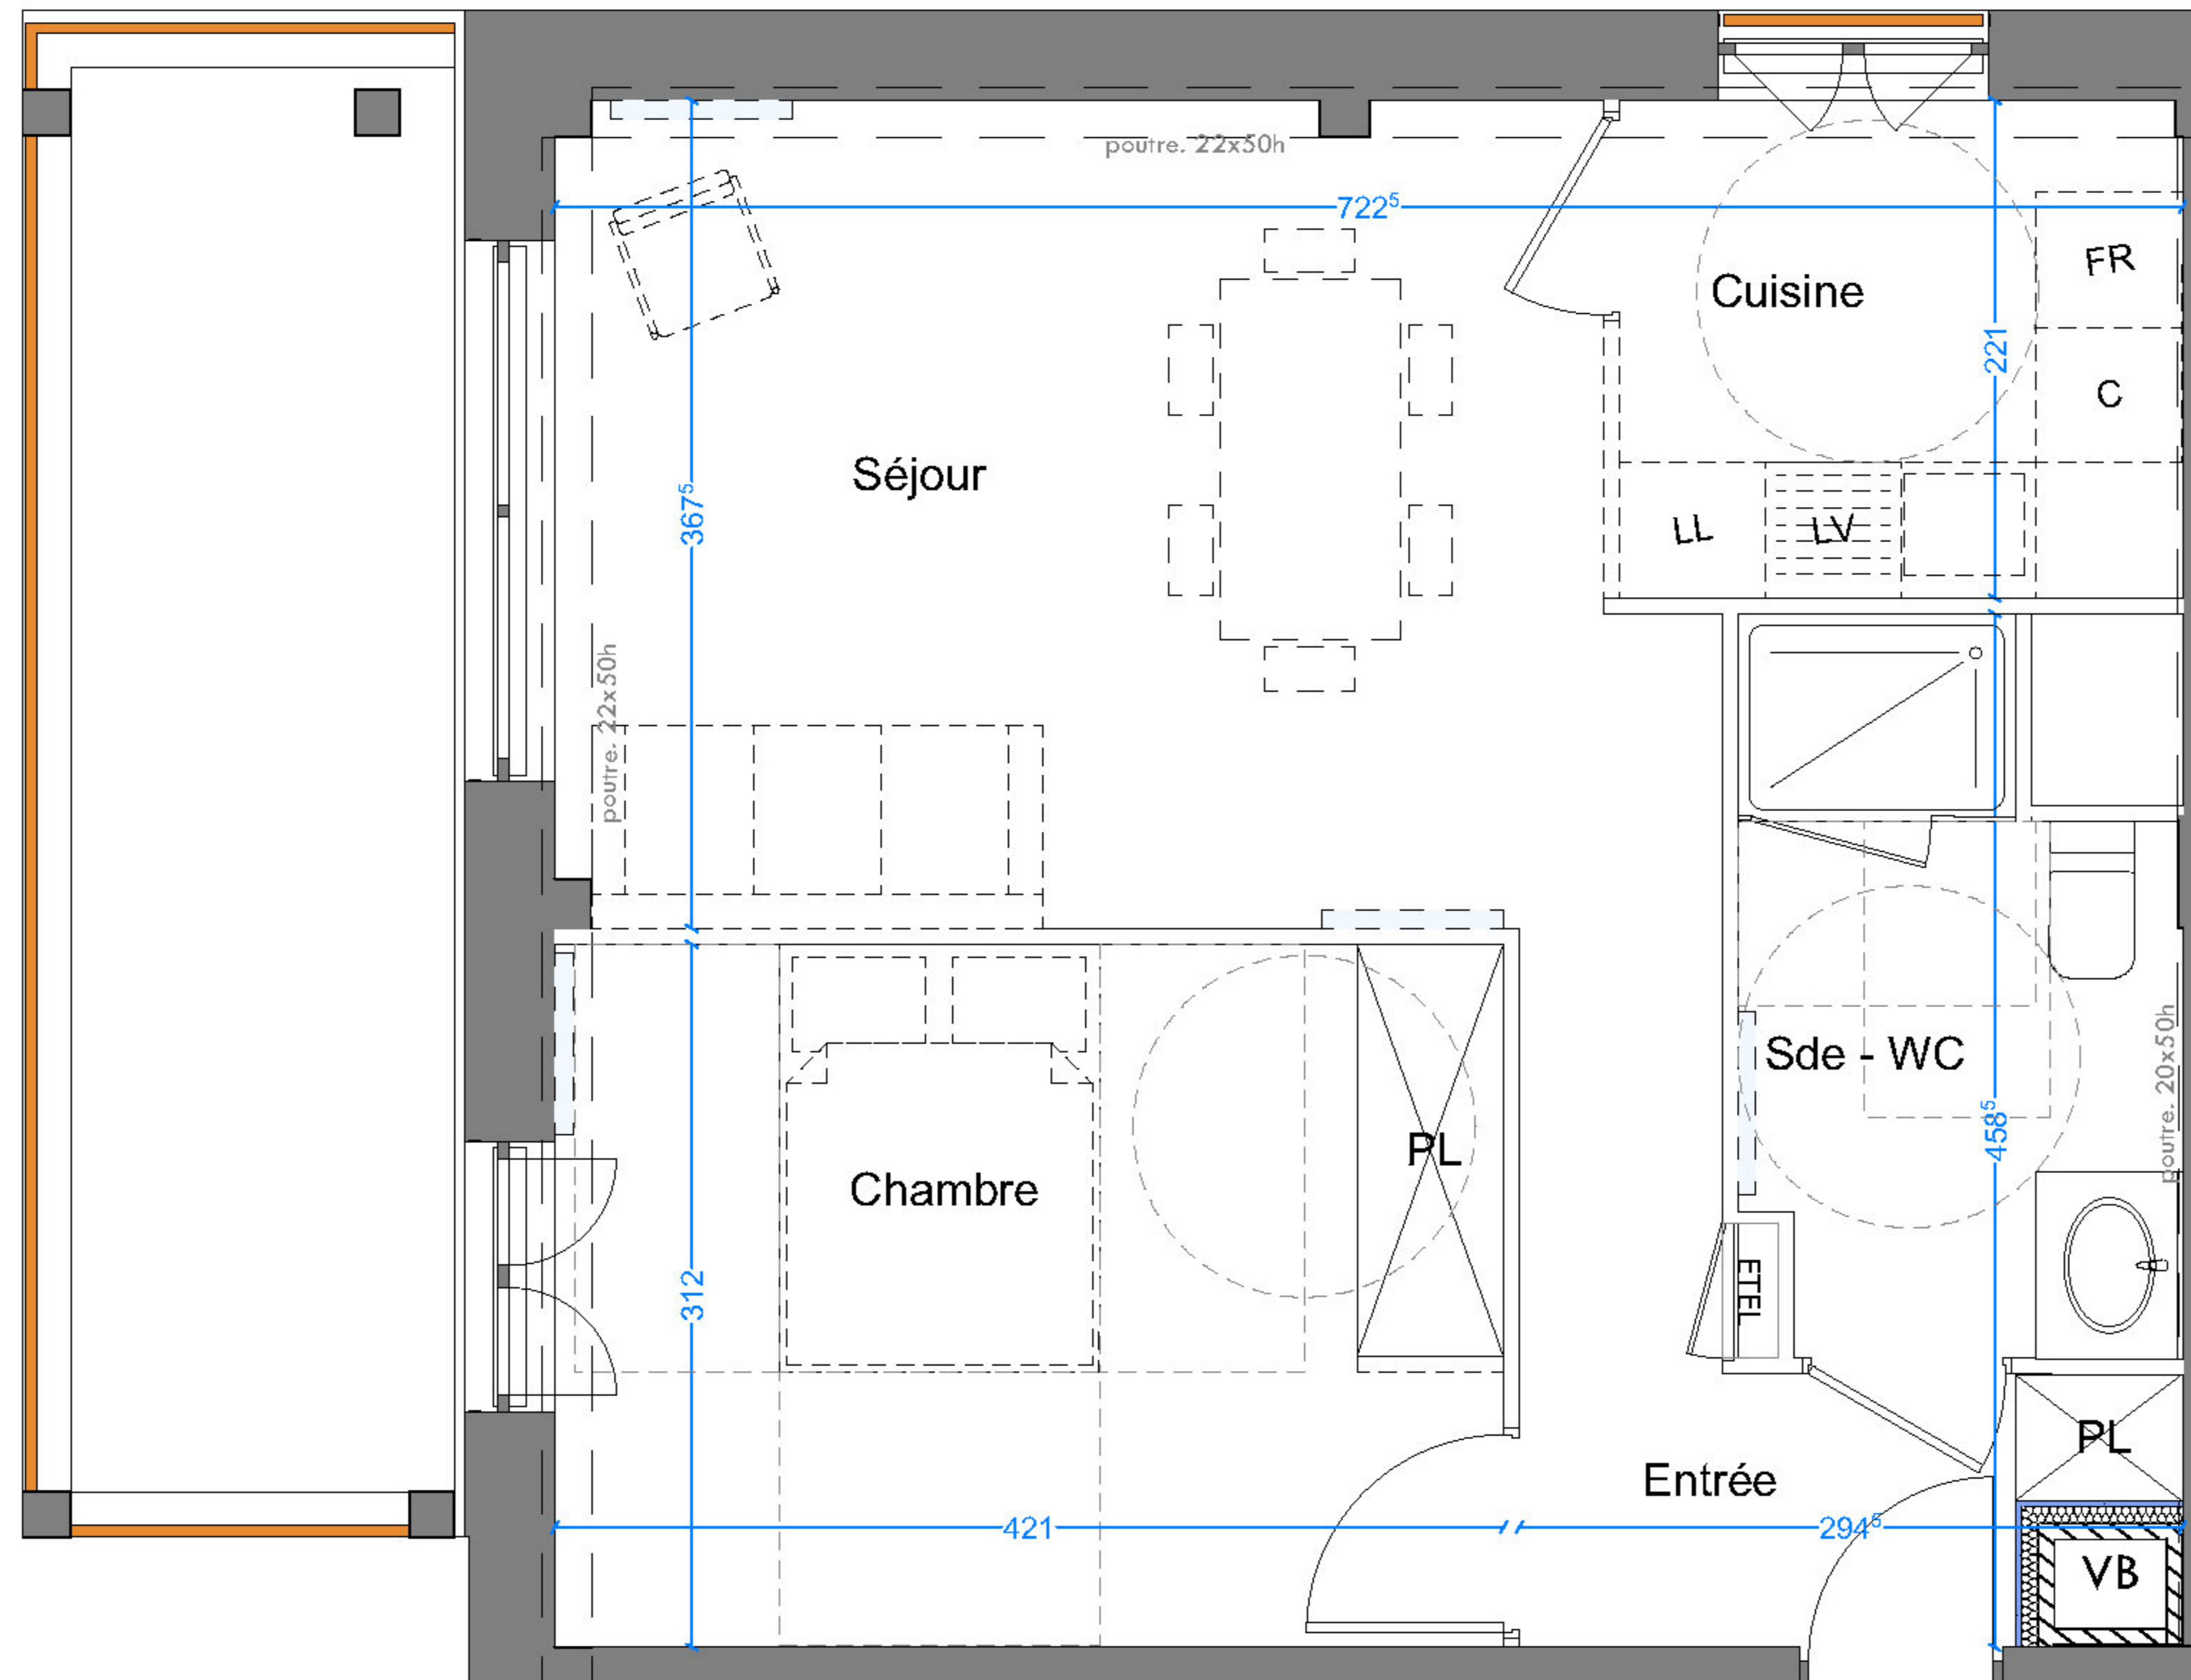 poutre. 22x50h
722⁵
FR
Cuisine
221
C
Séjour
367⁵
LL
LV
poutre. 22x50h
Sde - WC
poutre. 20x50h
458⁵
PL
Chambre
312
ETEL
PL
Entrée
421
294⁵
VB